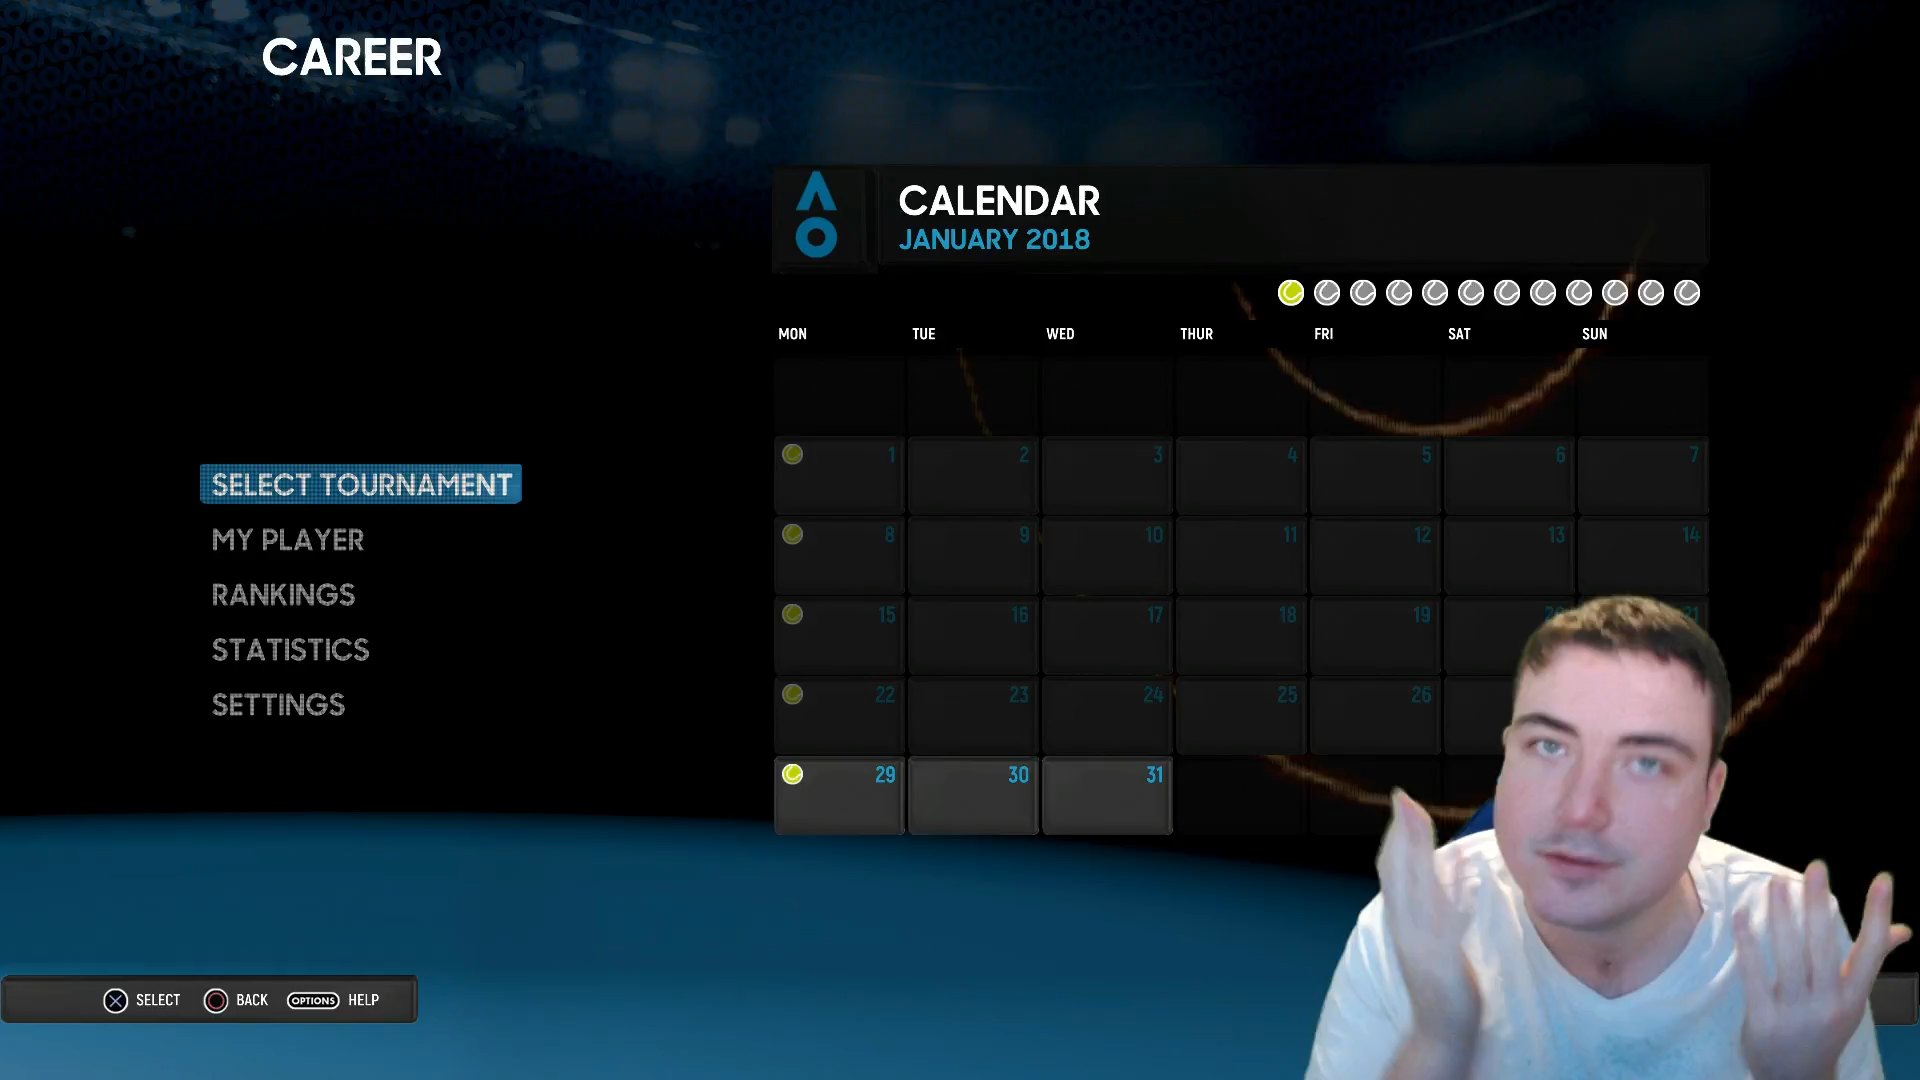 CAREER
AO
CALENDAR
JANUARY 2018
MON TUE WED THUR FRI SAT SUN
1 2 3 4 5 6 7
8 9 10 11 12 13 14
15 16 17 18 19
22 23 24 25 26
29 30 31
SELECT TOURNAMENT
MY PLAYER
RANKINGS
STATISTICS
SETTINGS
SELECT BACK OPTIONS HELP